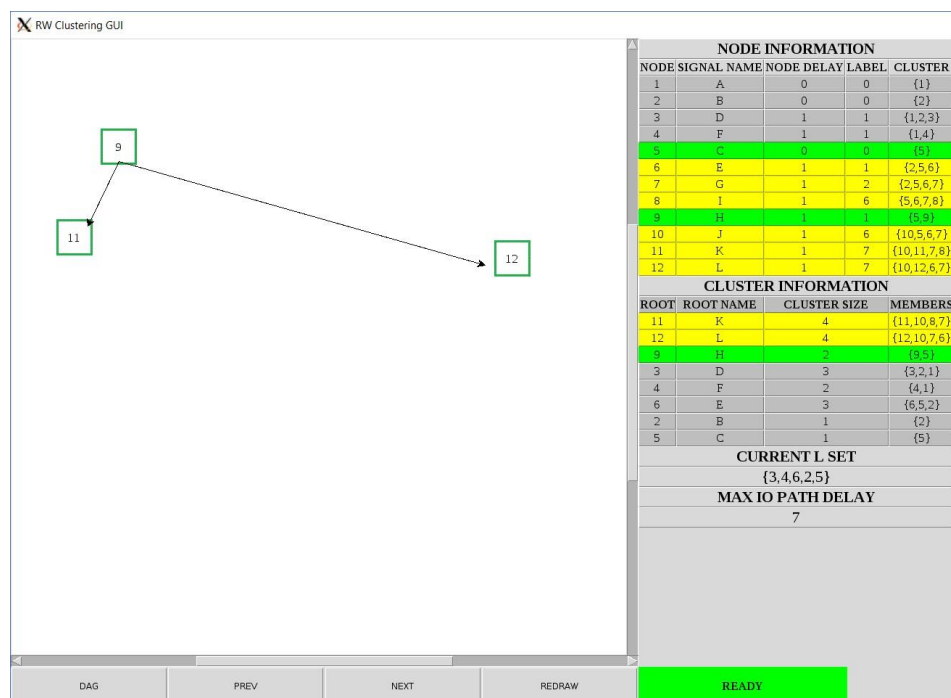 RW Clustering GUI
9
11
12
NODE INFORMATION
NODE SIGNAL NAME NODE DELAY LABEL CLUSTER
1 A 0 0 {1}
2 B 0 0 {2}
3 D 1 1 {1,2,3}
4 F 1 1 {1,4}
5 C 0 0 {5}
6 E 1 1 {2,5,6}
7 G 1 2 {2,5,6,7}
8 I 1 6 {5,6,7,8}
9 H 1 1 {5,9}
10 J 1 6 {10,5,6,7}
11 K 1 7 {10,11,7,8}
12 L 1 7 {10,12,6,7}
CLUSTER INFORMATION
ROOT ROOT NAME CLUSTER SIZE MEMBERS
11 K 4 {11,10,8,7}
12 L 4 {12,10,7,6}
9 H 2 {9,5}
3 D 3 {3,2,1}
4 F 2 {4,1}
6 E 3 {6,5,2}
2 B 1 {2}
5 C 1 {5}
CURRENT L SET
{3,4,6,2,5}
MAX IO PATH DELAY
7
DAG PREV NEXT REDRAW READY